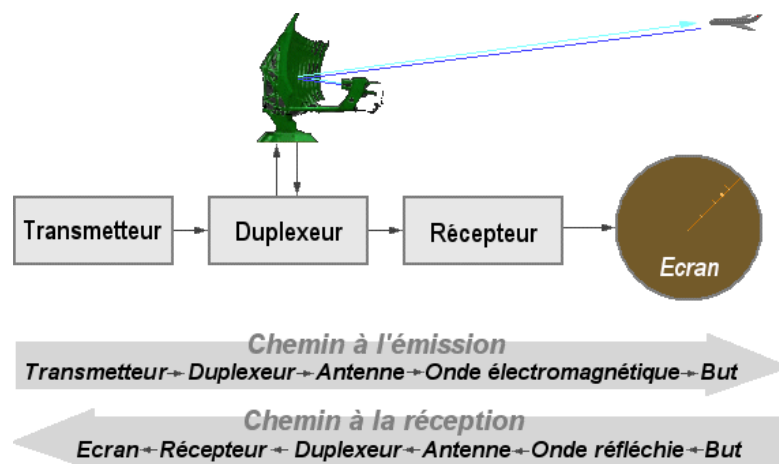 Transmetteur
Duplexeur
Récepteur
Ecran
Chemin à l'émission
Transmetteur→Duplexeur→Antenne→Onde électromagnétique→But
Chemin à la réception
Ecran←Récepteur←Duplexeur←Antenne←Onde réfléchie←But